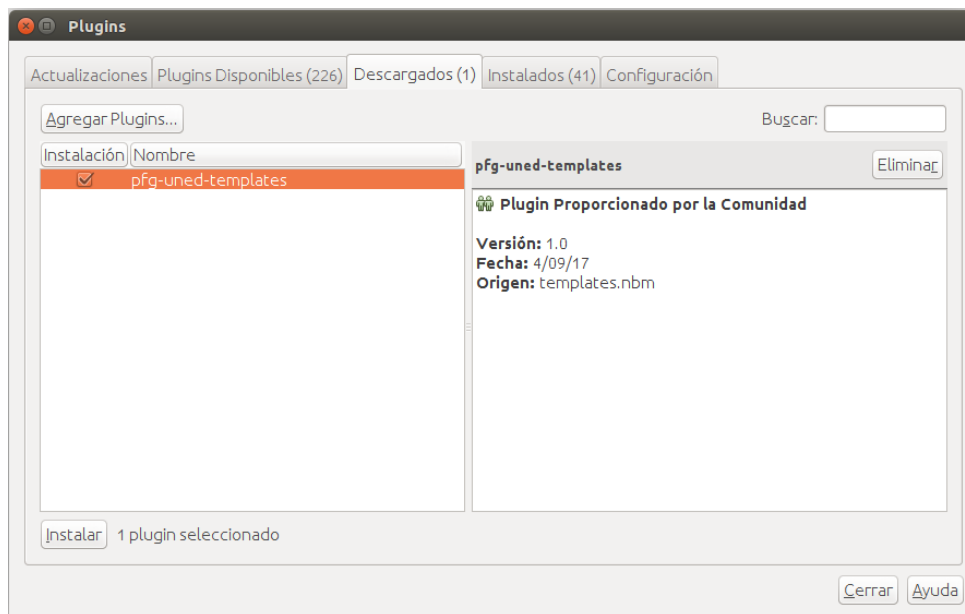 Plugins
Actualizaciones Plugins Disponibles (226) Descargados (1) Instalados (41) Configuración
Agregar Plugins... Buscar:
Instalación Nombre
pfg-uned-templates
pfg-uned-templates Eliminar
Plugin Proporcionado por la Comunidad
Versión: 1.0
Fecha: 4/09/17
Origen: templates.nbm
Instalar 1 plugin seleccionado
Cerrar Ayuda